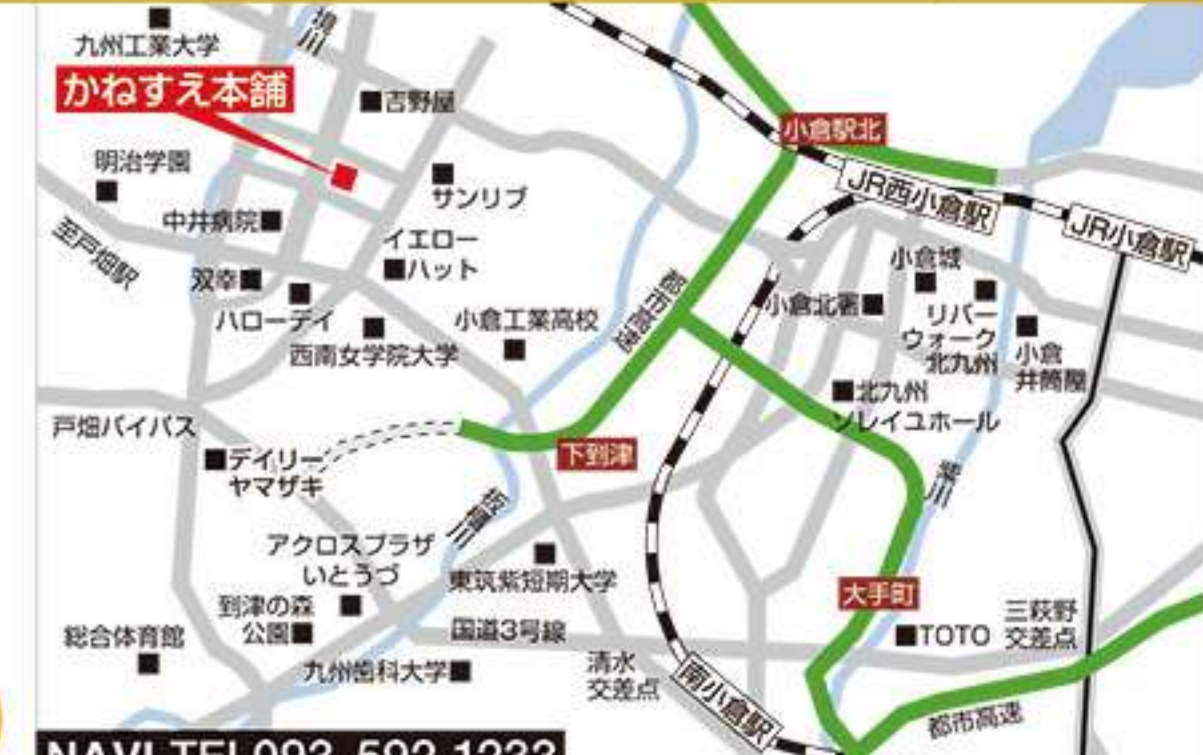 九州工業大学
境川
かねすえ本舗
吉野屋
小倉駅北
明治学園
サンリブ
JR西小倉駅
JR小倉駅
中井病院
至戸畑駅
イエロー
ハット
小倉城
双幸
都市高速
小倉北署
リバー
ウォーク
北九州
ハローデイ
小倉工業高校
小倉
井筒屋
西南女学院大学
北九州
ソレイユホール
戸畑バイパス
デイリー
ヤマザキ
下到津
紫川
板櫃川
アクロスプラザ
いとうづ
東筑紫短期大学
大手町
到津の森
公園
国道3号線
TOTO
三萩野
交差点
総合体育館
九州歯科大学
清水
交差点
南小倉駅
都市高速
NAVI TEL093-592-1233